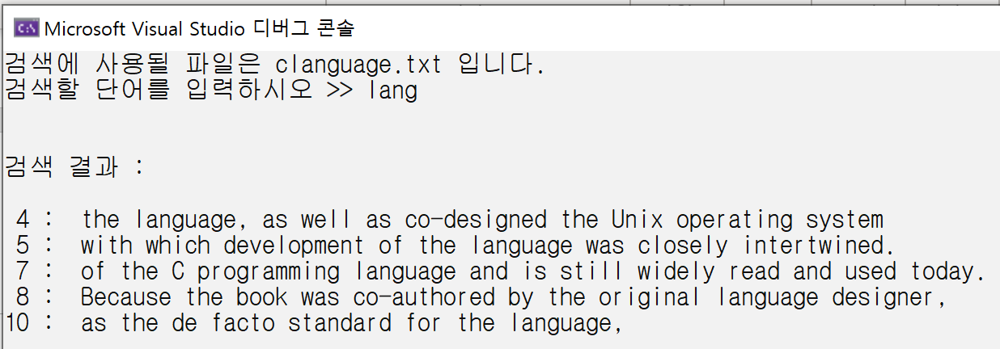 Microsoft Visual Studio 디버그 콘솔
검색에 사용될 파일은 clanguage.txt 입니다.
검색할 단어를 입력하시오 >> lang
검색 결과 :
4 : the language, as well as co-designed the Unix operating system
5 : with which development of the language was closely intertwined.
7 : of the C programming language and is still widely read and used today.
8 : Because the book was co-authored by the original language designer,
10 : as the de facto standard for the language,